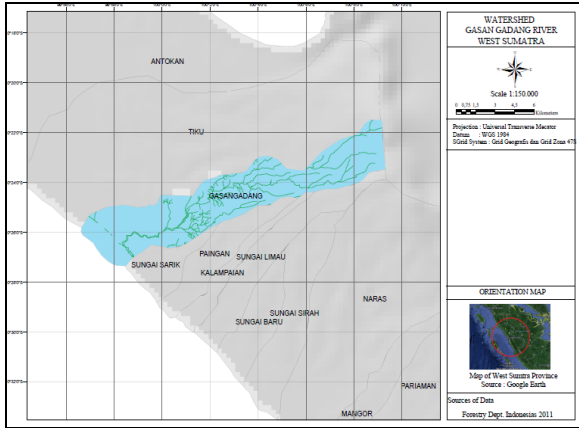 WATERSHED
GASAN GADANG RIVER
WEST SUMATRA
Scale 1:150.000
0 0,75 1,5 3 4,5 6
Kilometers
Projection : Universal Transverse Mecator
Datum : WGS 1984
SGrid System : Grid Geografis dan Grid Zona 47S
ANTOKAN
TIKU
GASANGADANG
PAINGAN
SUNGAI LIMAU
SUNGAI SARIK
KALAMPAIAN
NARAS
SUNGAI SIRAH
SUNGAI BARU
PARIAMAN
MANGOR
ORIENTATION MAP
Map of West Sumtra Province
Source : Google Earth
Sources of Data
Forestry Dept. Indonesias 2011